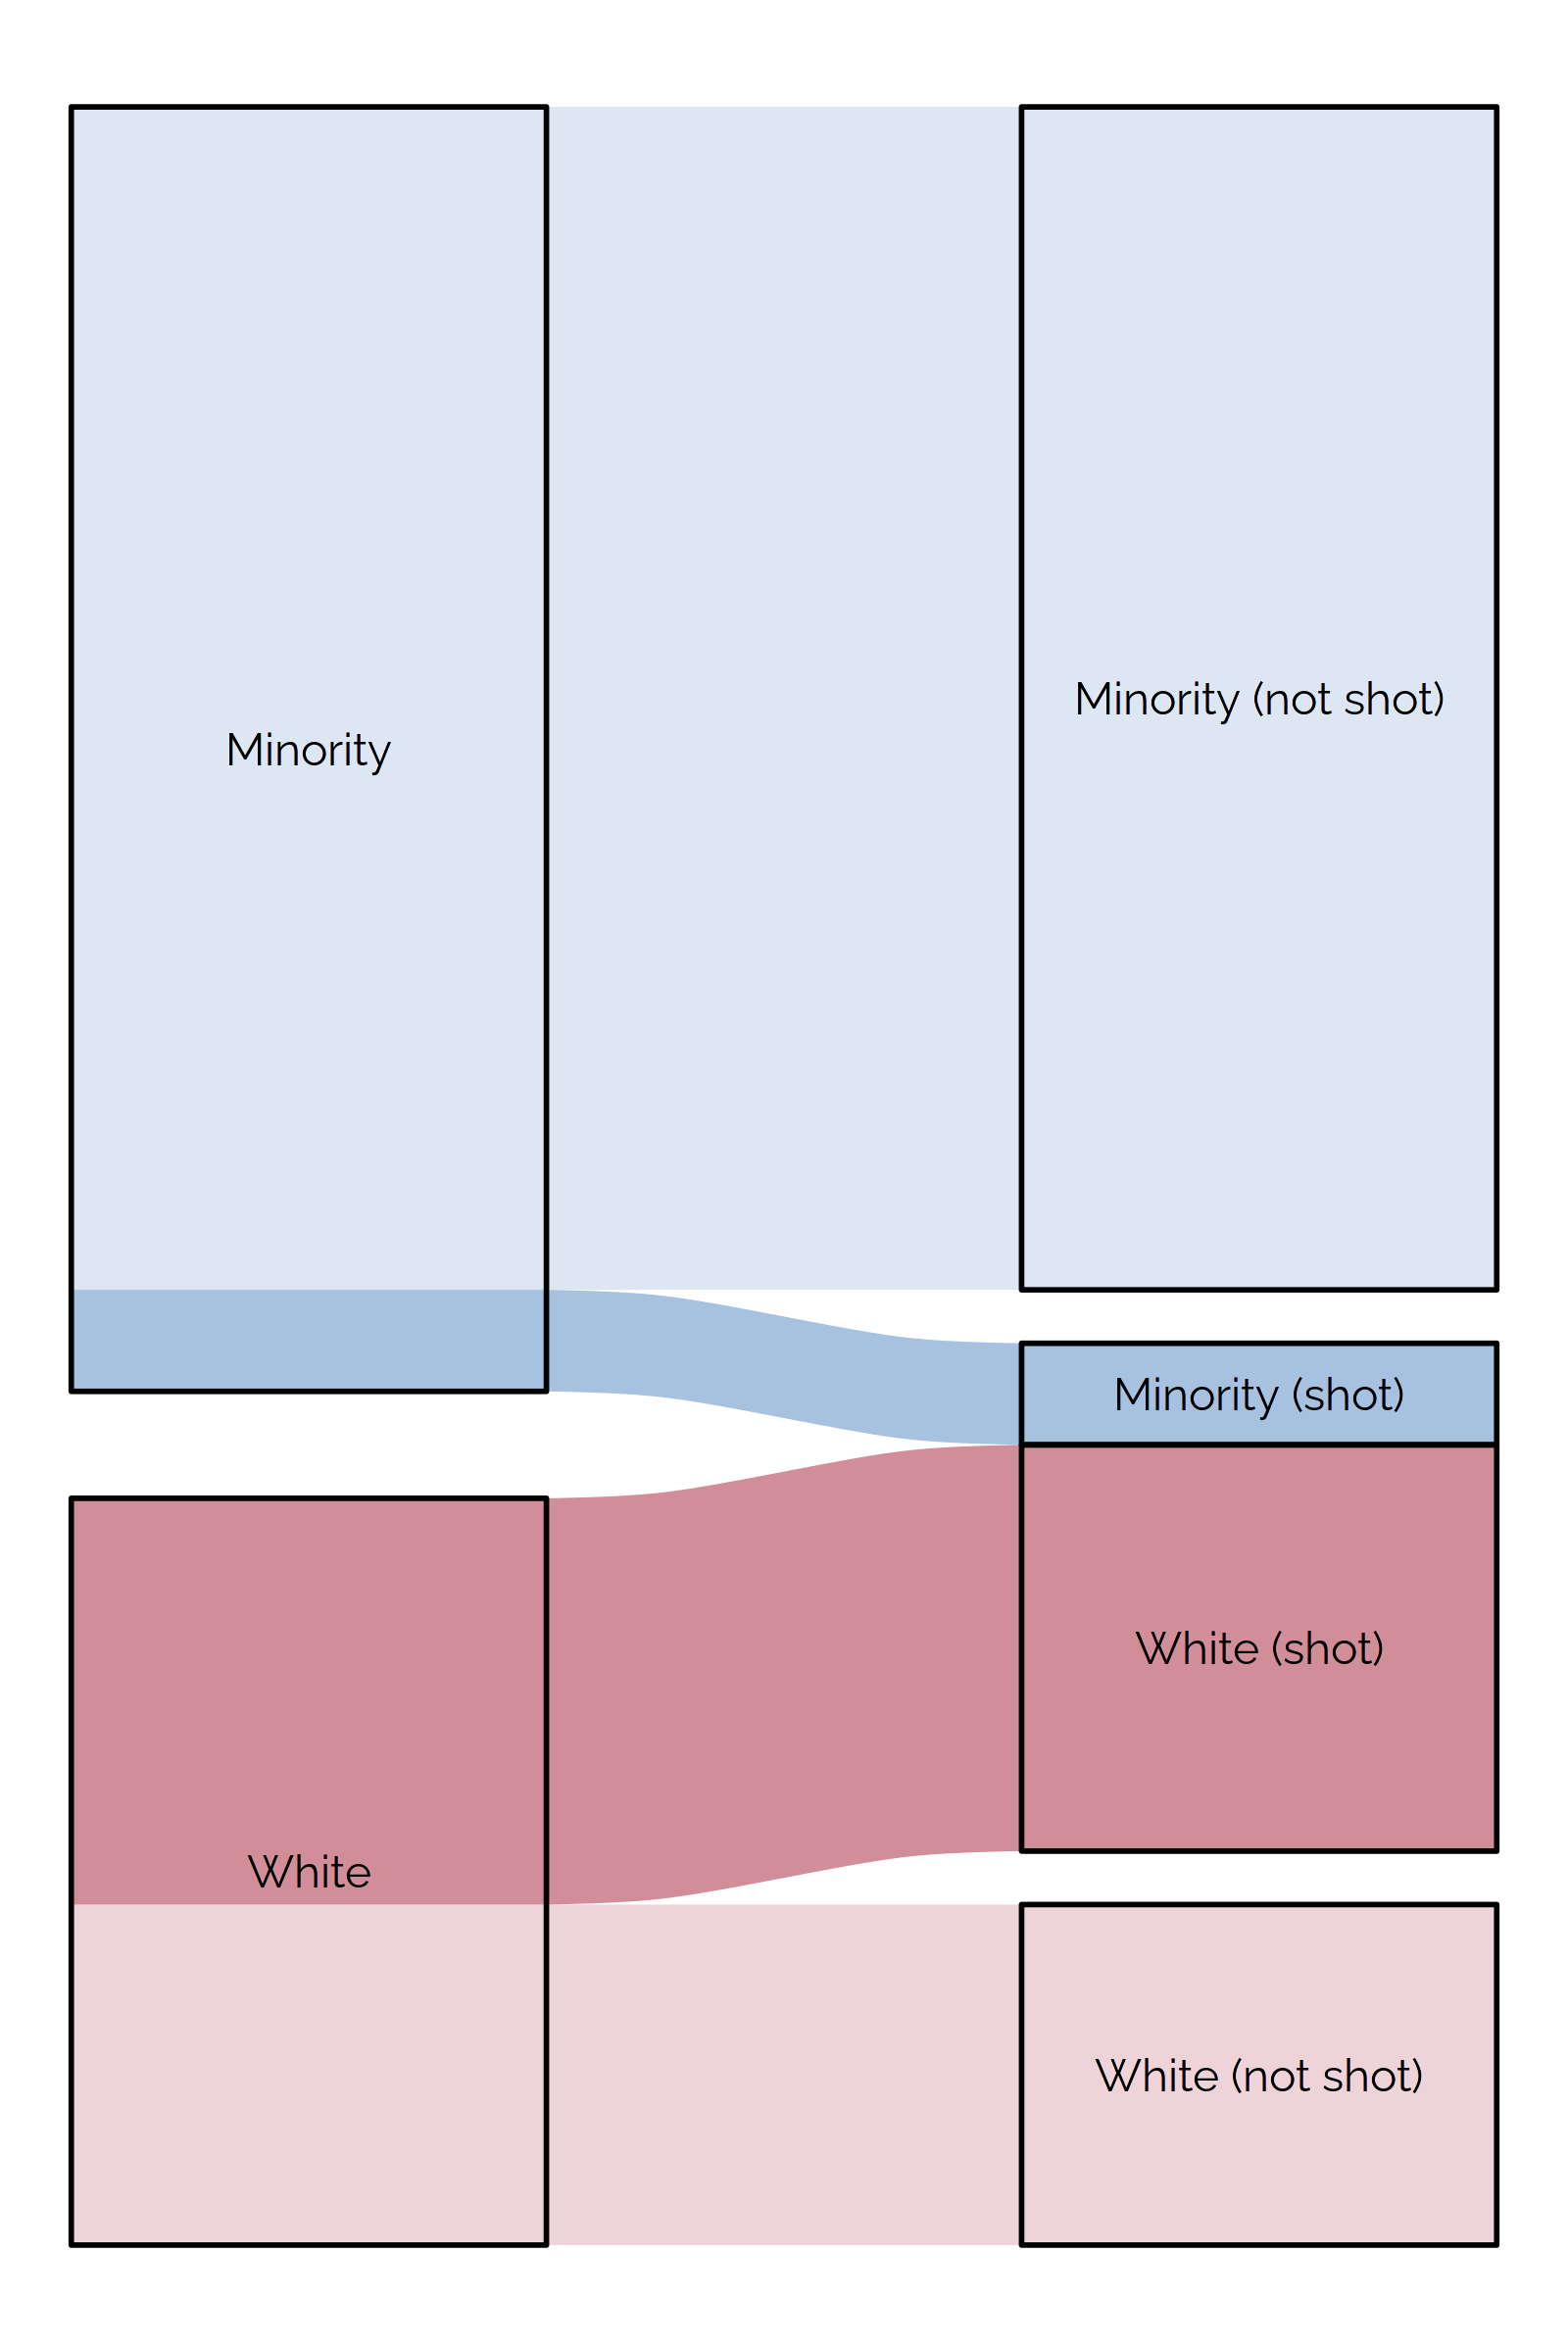 Minority
White
Minority (not shot)
Minority (shot)
White (shot)
White (not shot)